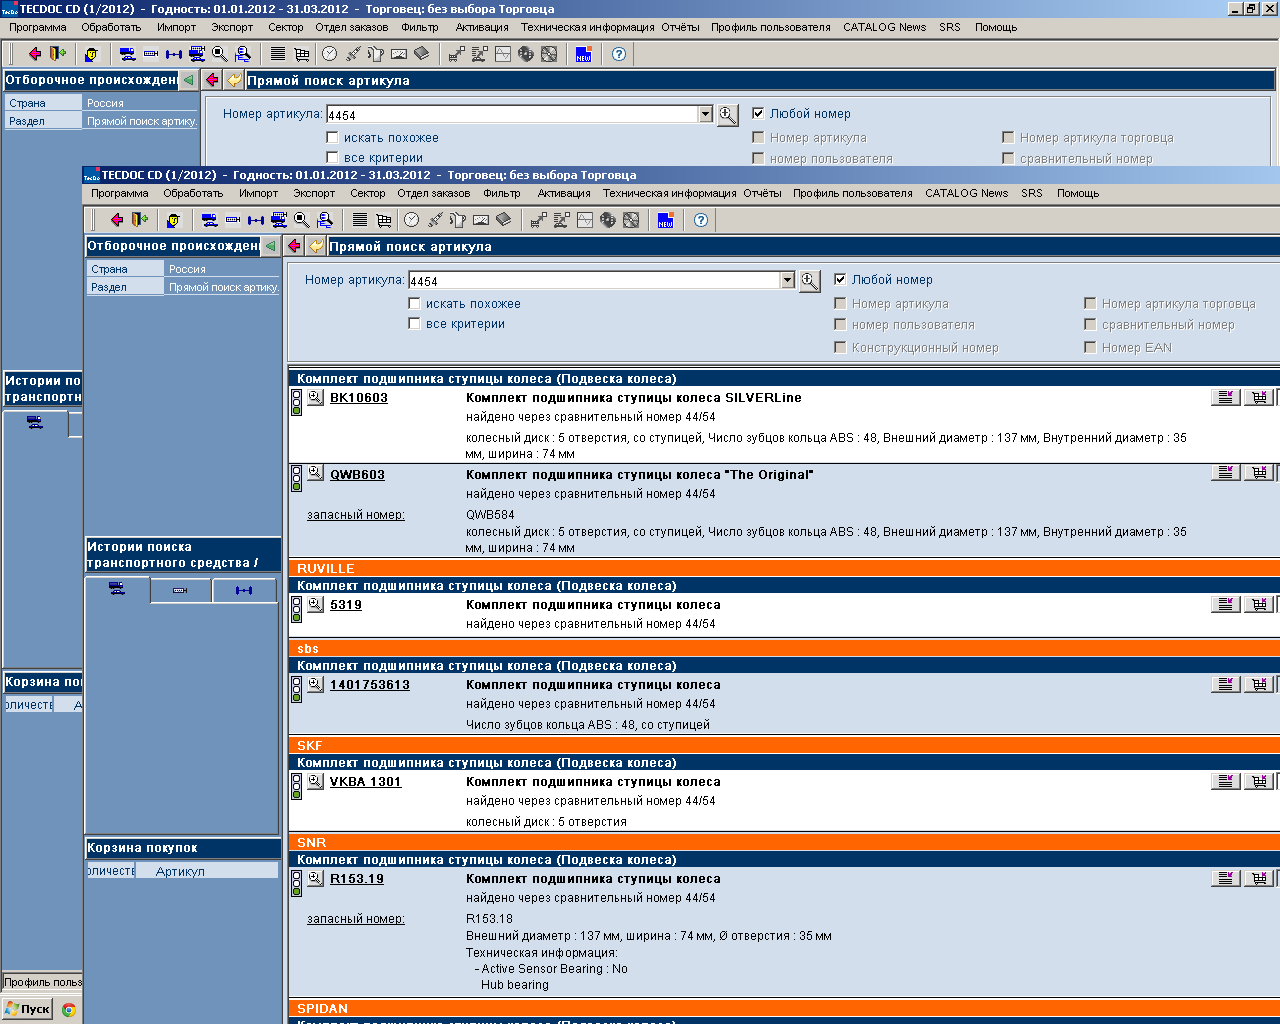 TECDOC CD (1/2012) - Годность: 01.01.2012 - 31.03.2012 - Торговец: без выбора Торговца
Программа Обработать Импорт Экспорт Сектор Отдел заказов Фильтр Активация Техническая информация Отчёты Профиль пользователя CATALOG News SRS Помощь
NEW
Отборочное происхожден
Прямой поиск артикула
Страна Россия
Раздел Прямой поиск артику.
Номер артикула: 4454
Любой номер
искать похожее
Номер артикула
Номер артикула торговца
все критерии
номер пользователя
сравнительный номер
TECDOC CD (1/2012) - Годность: 01.01.2012 - 31.03.2012 - Торговец: без выбора Торговца
Программа Обработать Импорт Экспорт Сектор Отдел заказов Фильтр Активация Техническая информация Отчёты Профиль пользователя CATALOG News SRS Помощь
NEW
Отборочное происхожден
Прямой поиск артикула
Страна Россия
Раздел Прямой поиск артику.
Номер артикула: 4454
Любой номер
искать похожее
Номер артикула
Номер артикула торговца
все критерии
номер пользователя
сравнительный номер
Конструкционный номер
Номер EAN
Истории по
транспортн
Корзина по
оличесте А
Профиль польз
Пуск
Истории поиска
транспортного средства /
Корзина покупок
оличесте Артикул
Комплект подшипника ступицы колеса (Подвеска колеса)
BK10603 Комплект подшипника ступицы колеса SILVERLine
найдено через сравнительный номер 44/54
колесный диск : 5 отверстия, со ступицей, Число зубцов кольца ABS : 48, Внешний диаметр : 137 мм, Внутренний диаметр : 35
мм, ширина : 74 мм
QWB603 Комплект подшипника ступицы колеса "The Original"
найдено через сравнительный номер 44/54
запасный номер: QWB584
колесный диск : 5 отверстия, со ступицей, Число зубцов кольца ABS : 48, Внешний диаметр : 137 мм, Внутренний диаметр : 35
мм, ширина : 74 мм
RUVILLE
Комплект подшипника ступицы колеса (Подвеска колеса)
5319 Комплект подшипника ступицы колеса
найдено через сравнительный номер 44/54
sbs
Комплект подшипника ступицы колеса (Подвеска колеса)
1401753613 Комплект подшипника ступицы колеса
найдено через сравнительный номер 44/54
Число зубцов кольца ABS : 48, со ступицей
SKF
Комплект подшипника ступицы колеса (Подвеска колеса)
VKBA 1301 Комплект подшипника ступицы колеса
найдено через сравнительный номер 44/54
колесный диск : 5 отверстия
SNR
Комплект подшипника ступицы колеса (Подвеска колеса)
R153.19 Комплект подшипника ступицы колеса
найдено через сравнительный номер 44/54
запасный номер: R153.18
Внешний диаметр : 137 мм, ширина : 74 мм, Ø отверстия : 35 мм
Техническая информация:
- Active Sensor Bearing : No
Hub bearing
SPIDAN